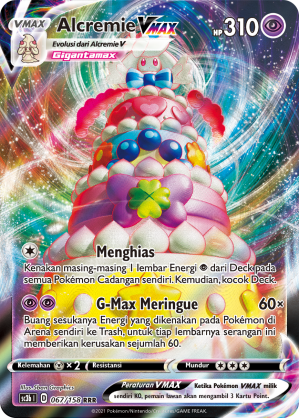 VMAX
Alcremie VMAX
HP 310
Evolusi dari Alcremie V
Gigantamax
Menghias
Kenakan masing-masing 1 lembar Energi dari Deck pada
semua Pokémon Cadangan sendiri. Kemudian, kocok Deck.
G-Max Meringue 60×
Buang sesukanya Energi yang dikenakan pada Pokémon di
Arena sendiri ke Trash, untuk tiap lembarnya serangan ini
memberikan kerusakan sejumlah 60.
Kelemahan ×2 Resistansi Mundur
Illus. 5ban Graphics
sc3b I D 067/158 RRR
Peraturan VMAX
Ketika Pokémon VMAX milik
sendiri KO, pemain lawan akan mengambil 3 Kartu Point.
©2021 Pokémon/Nintendo/Creatures/GAME FREAK.